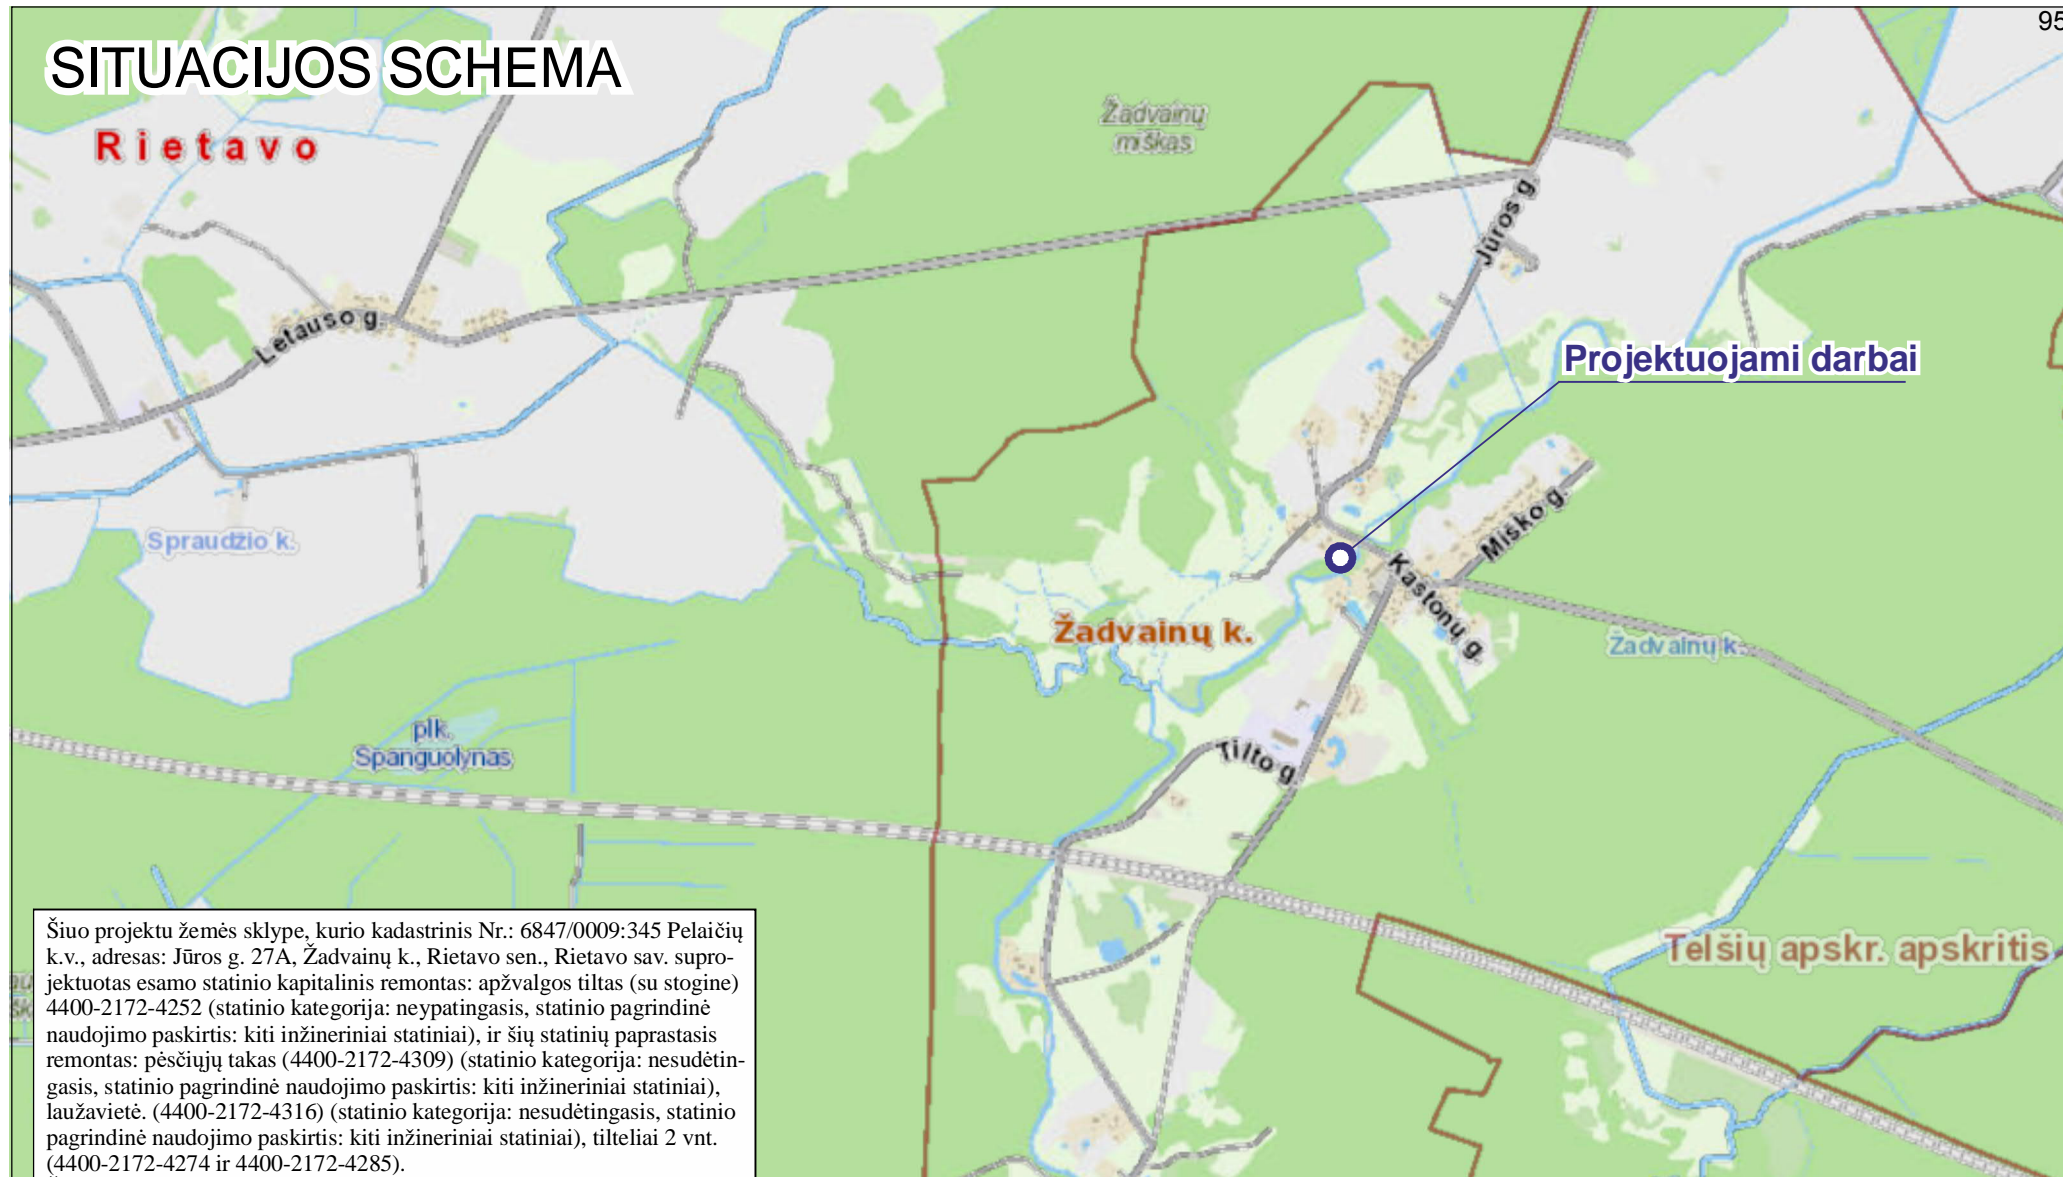 95
SITUACIJOS SCHEMA
Rietavo
Žadvainų
miškas
Jūros g.
Letauso g.
Projektuojami darbai
Miško g.
Spraudžio k.
Kaštonų g.
Žadvainų k.
Žadvainų k.
plk.
Spanguolynas
Tilto g.
Telšių apskr. apskritis
Šiuo projektu žemės sklype, kurio kadastrinis Nr.: 6847/0009:345 Pelaičių
k.v., adresas: Jūros g. 27A, Žadvainų k., Rietavo sen., Rietavo sav. supro-
jektuotas esamo statinio kapitalinis remontas: apžvalgos tiltas (su stogine)
4400-2172-4252 (statinio kategorija: neypatingasis, statinio pagrindinė
naudojimo paskirtis: kiti inžineriniai statiniai), ir šių statinių paprastasis
remontas: pėsčiųjų takas (4400-2172-4309) (statinio kategorija: nesudėtin-
gasis, statinio pagrindinė naudojimo paskirtis: kiti inžineriniai statiniai),
laužavietė. (4400-2172-4316) (statinio kategorija: nesudėtingasis, statinio
pagrindinė naudojimo paskirtis: kiti inžineriniai statiniai), tilteliai 2 vnt.
(4400-2172-4274 ir 4400-2172-4285).